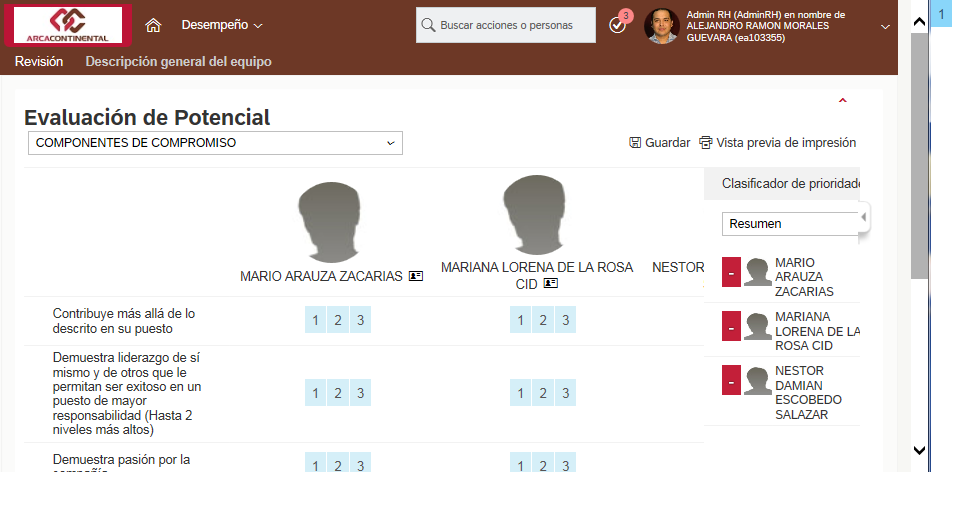 ARCACONTINENTAL
Desempeño
Buscar acciones o personas
3
Admin RH (AdminRH) en nombre de
ALEJANDRO RAMON MORALES
GUEVARA (ea103355)
1
Revisión
Descripción general del equipo
Evaluación de Potencial
COMPONENTES DE COMPROMISO
Guardar
Vista previa de impresión
Clasificador de prioridade
Resumen
MARIO ARAUZA ZACARIAS
MARIANA LORENA DE LA ROSA
CID
NESTOR
-
MARIO
ARAUZA
ZACARIAS
-
MARIANA
LORENA DE LA
ROSA CID
-
NESTOR
DAMIAN
ESCOBEDO
SALAZAR
Contribuye más allá de lo
descrito en su puesto
1 2 3
1 2 3
Demuestra liderazgo de sí
mismo y de otros que le
permitan ser exitoso en un
puesto de mayor
responsabilidad (Hasta 2
niveles más altos)
1 2 3
1 2 3
Demuestra pasión por la
1 2 3
1 2 3